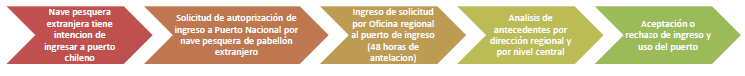 Nave pesquera
extranjera tiene
intencion de
ingresar a puerto
chileno
Solicitud de autoprización de
ingreso a Puerto Nacional por
nave pesquera de pabellón
extranjero
Ingreso de solicitud
por Oficina regional
al puerto de ingreso
(48 horas de
antelacion)
Analisis de
antecedentes por
dirección regional y
por nivel central
Aceptación o
rechazo de ingreso y
uso del puerto